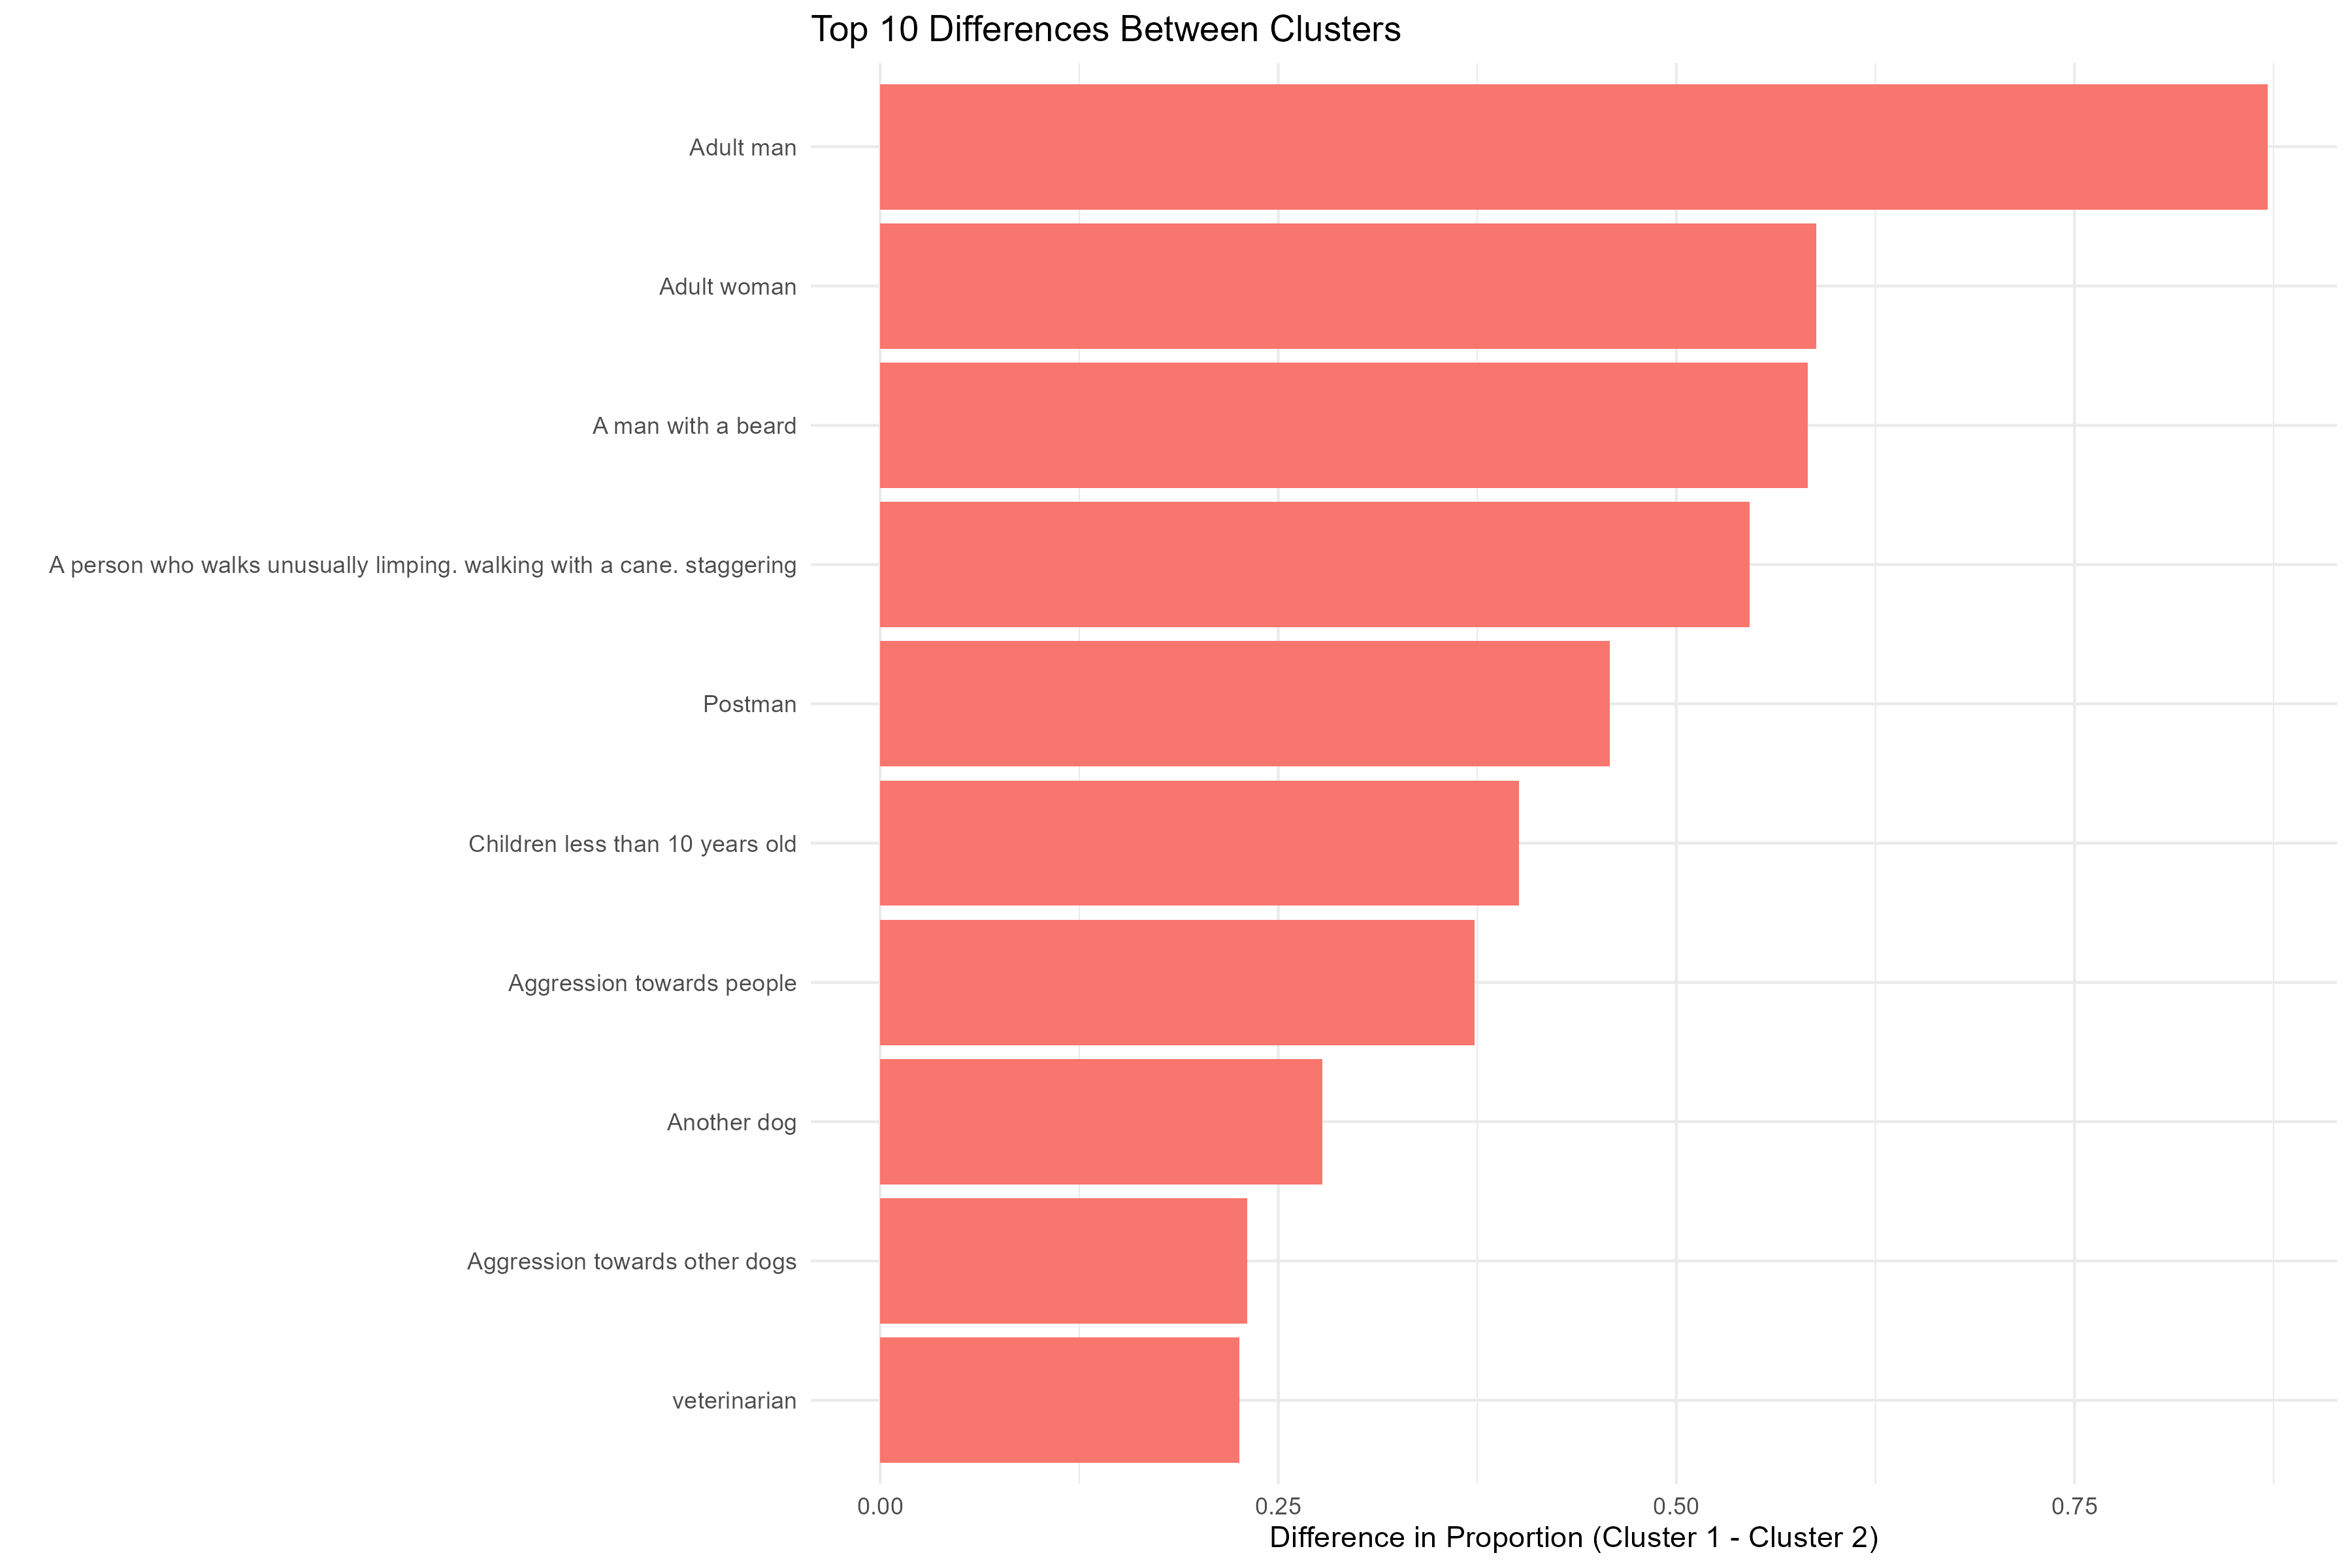 Top 10 Differences Between Clusters
Adult man
Adult woman
A man with a beard
A person who walks unusually limping. walking with a cane. staggering
Postman
Children less than 10 years old
Aggression towards people
Another dog
Aggression towards other dogs
veterinarian
0.00 0.25 0.50 0.75
Difference in Proportion (Cluster 1 - Cluster 2)